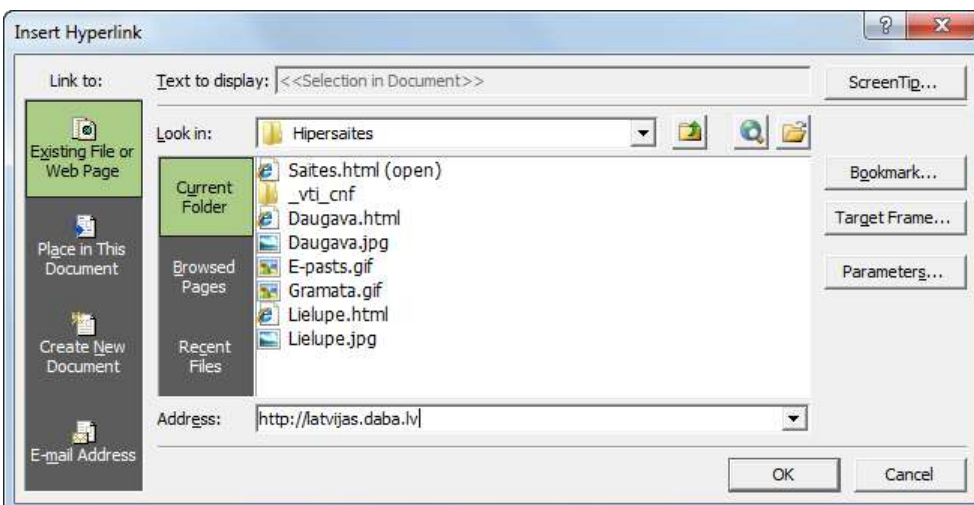 Insert Hyperlink
Link to:
Text to display: <<Selection in Document>>
ScreenTip...
Existing File or
Web Page
Place in This
Document
Create New
Document
E-mail Address
Look in: Hipersaites
Current
Folder
Browsed
Pages
Recent
Files
Saites.html (open)
_vti_cnf
Daugava.html
Daugava.jpg
E-pasts.gif
Gramata.gif
Lielupe.html
Lielupe.jpg
Bookmark...
Target Frame...
Parameters...
Address: http://latvijas.daba.lv
OK
Cancel